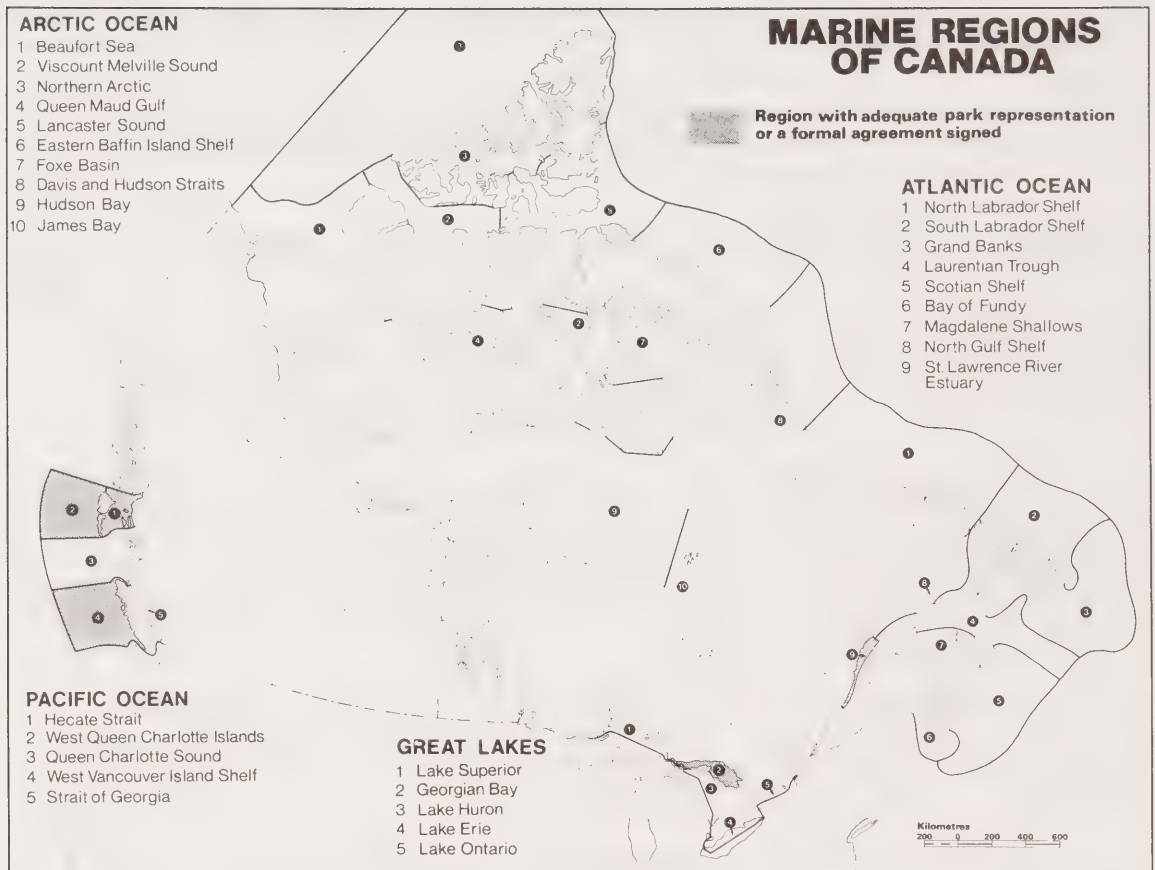 ARCTIC OCEAN
1 Beaufort Sea
2 Viscount Melville Sound
3 Northern Arctic
4 Queen Maud Gulf
5 Lancaster Sound
6 Eastern Baffin Island Shelf
7 Foxe Basin
8 Davis and Hudson Straits
9 Hudson Bay
10 James Bay
MARINE REGIONS
OF CANADA
Region with adequate park representation
or a formal agreement signed
ATLANTIC OCEAN
1 North Labrador Shelf
2 South Labrador Shelf
3 Grand Banks
4 Laurentian Trough
5 Scotian Shelf
6 Bay of Fundy
7 Magdalene Shallows
8 North Gulf Shelf
9 St. Lawrence River
Estuary
PACIFIC OCEAN
1 Hecate Strait
2 West Queen Charlotte Islands
3 Queen Charlotte Sound
4 West Vancouver Island Shelf
5 Strait of Georgia
GREAT LAKES
1 Lake Superior
2 Georgian Bay
3 Lake Huron
4 Lake Erie
5 Lake Ontario
Kilometres
200 0 200 400 600